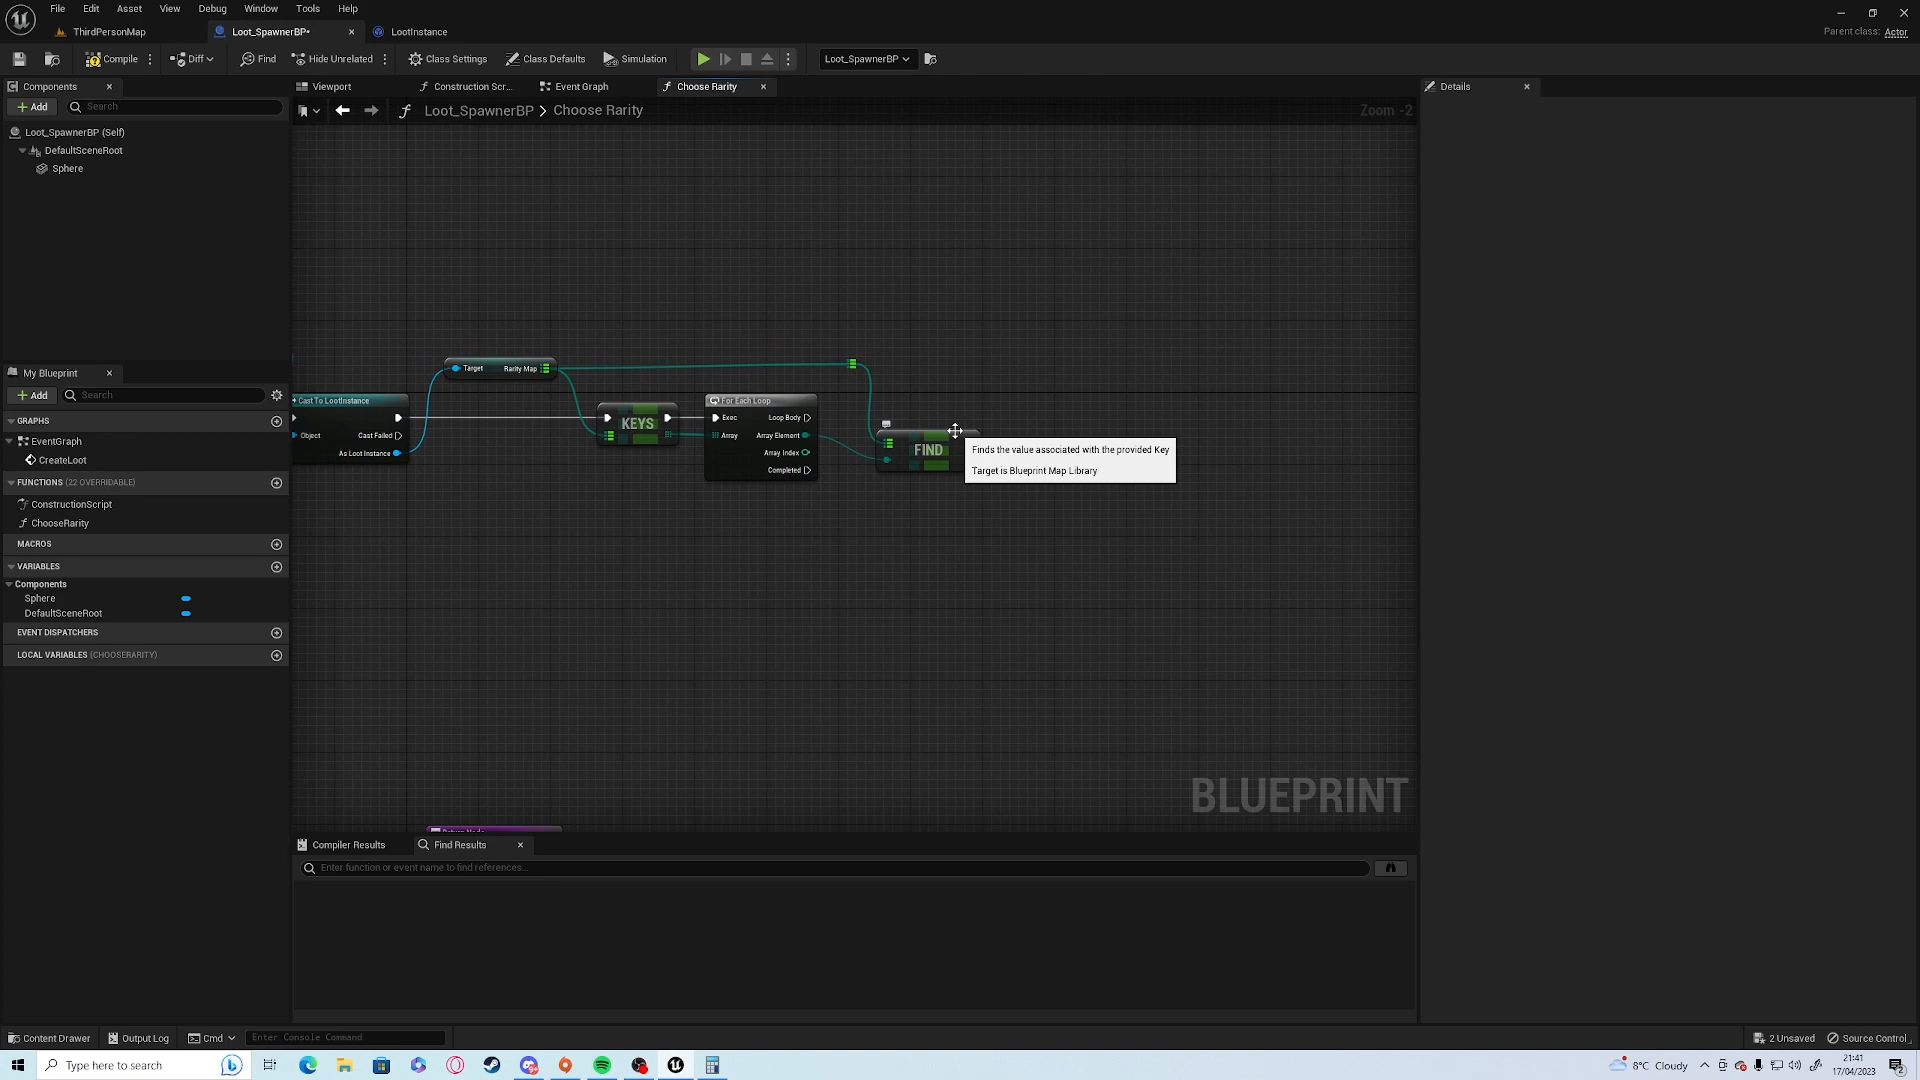 File Edit Asset View Debug Window Tools Help
ThirdPersonMap Loot_SpawnerBP• LootInstance
Parent class: Actor
Compile Diff Find Hide Unrelated Class Settings Class Defaults Simulation Loot_SpawnerBP
Components
Viewport Construction Scr... Event Graph Choose Rarity
Details
Add Search
Loot_SpawnerBP > Choose Rarity
Zoom -2
Loot_SpawnerBP (Self)
DefaultSceneRoot
Sphere
Target Rarity Map
Cast To LootInstance
Object
Cast Failed
As Loot Instance
KEYS
For Each Loop
Exec Loop Body
Array Array Element
Array Index
Completed
FIND
Finds the value associated with the provided Key
Target is Blueprint Map Library
My Blueprint
Add Search
GRAPHS
EventGraph
CreateLoot
FUNCTIONS (22 OVERRIDABLE)
ConstructionScript
ChooseRarity
MACROS
VARIABLES
Components
Sphere
DefaultSceneRoot
EVENT DISPATCHERS
LOCAL VARIABLES (CHOOSERARITY)
BLUEPRINT
Compiler Results Find Results
Enter function or event name to find references...
Content Drawer Output Log Cmd Enter Console Command
2 Unsaved Source Control
Type here to search
8°C Cloudy
21:41
17/04/2023